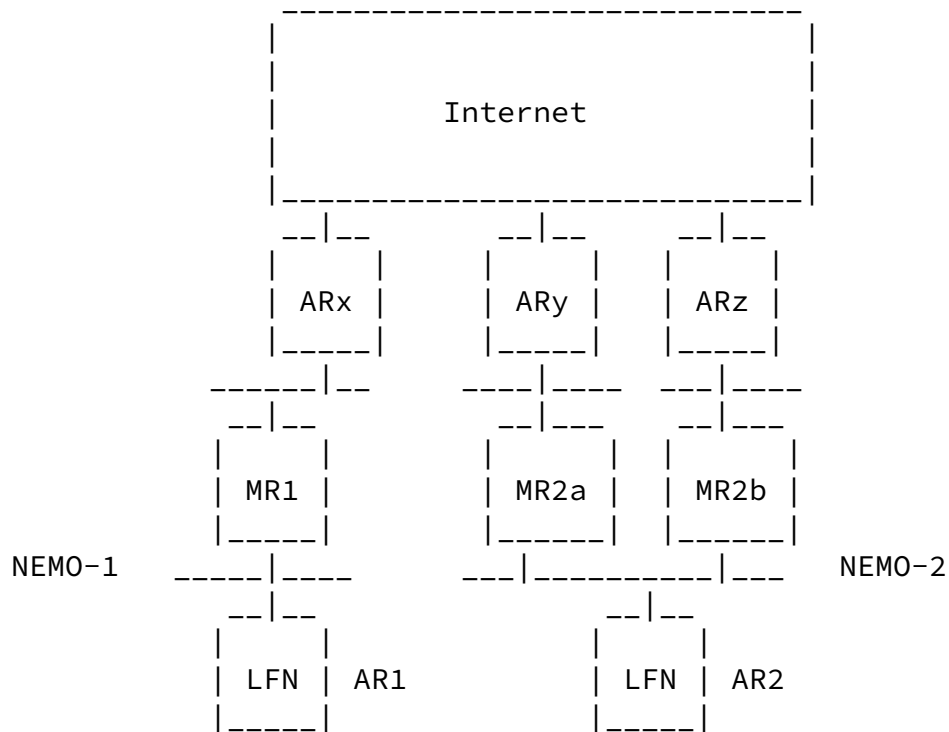 Internet
ARx ARy ARz
MR1 MR2a MR2b
NEMO-1 NEMO-2
LFN AR1 LFN AR2